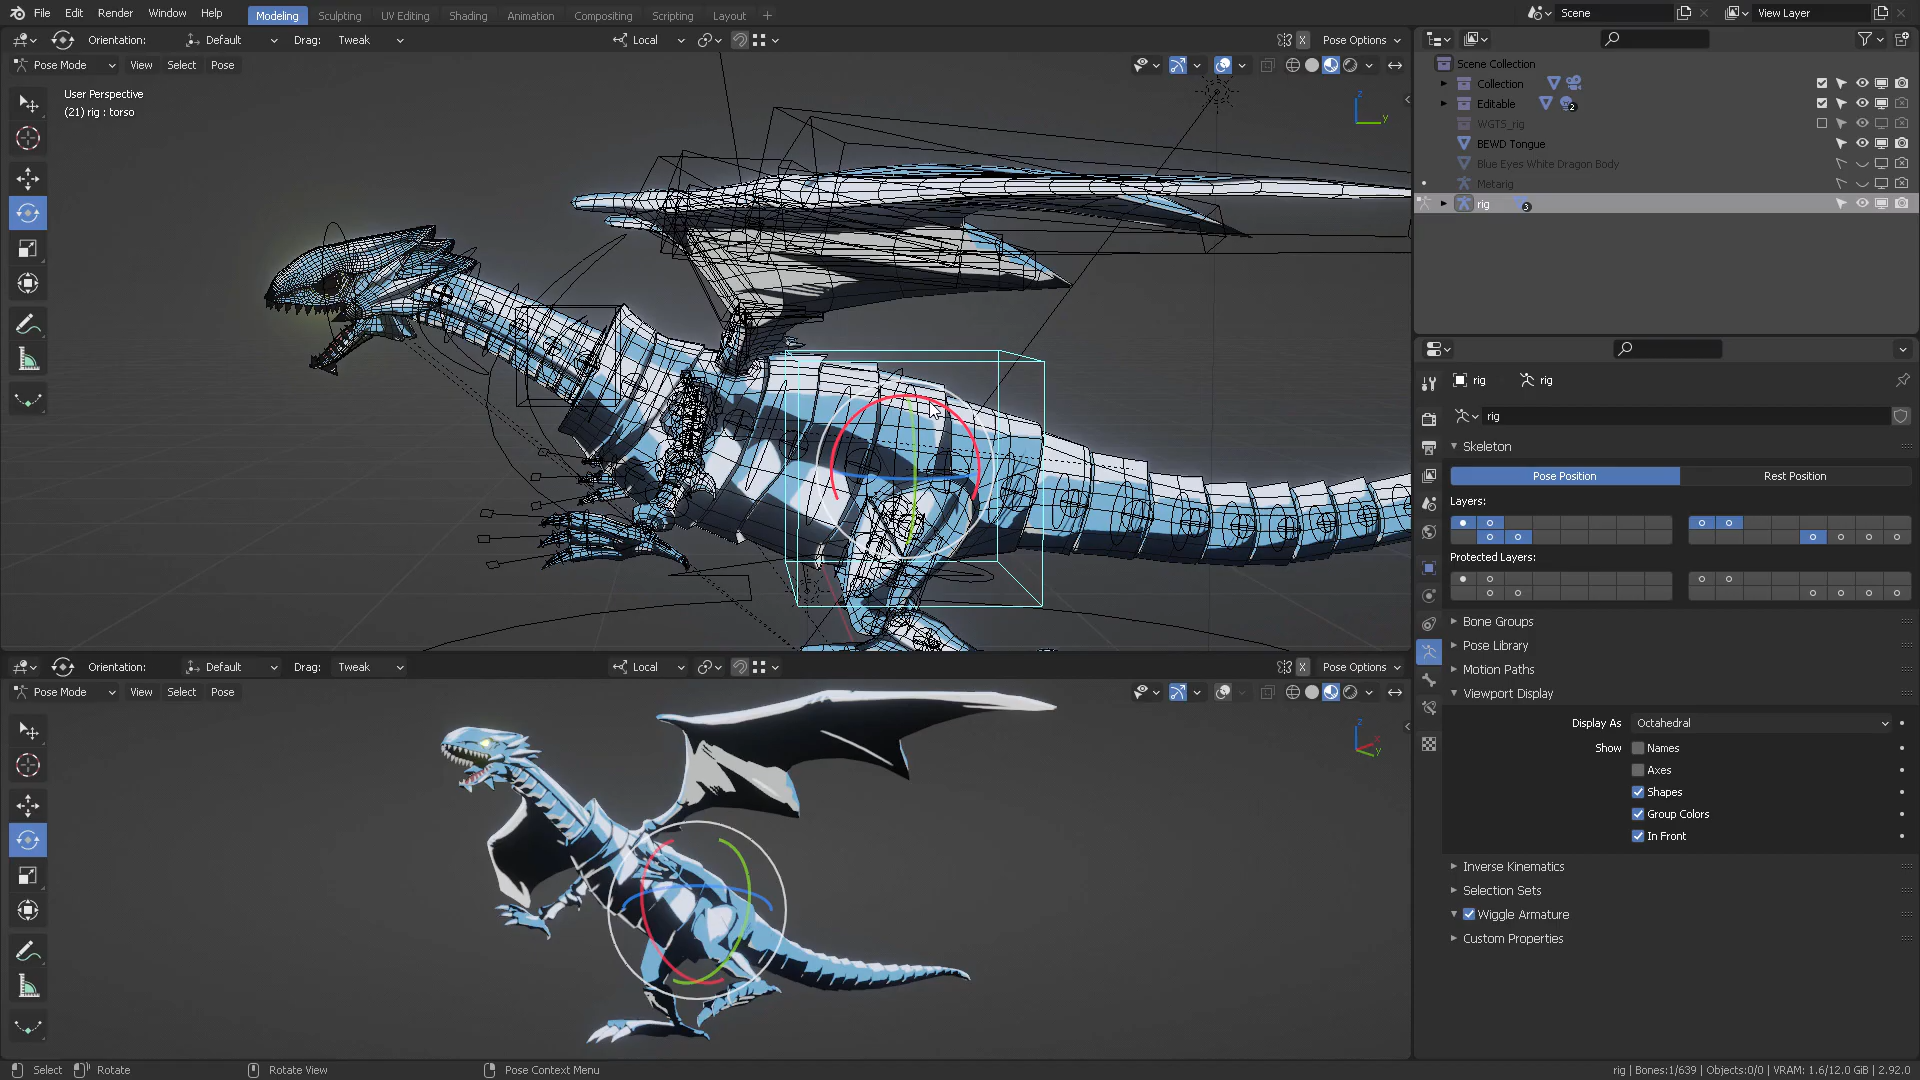 File Edit Render Window Help Modeling Sculpting UV Editing Shading Animation Compositing Scripting Layout + Scene View Layer
Orientation: Default Drag: Tweak Local X Pose Options
Pose Mode View Select Pose
User Perspective
(21) rig : torso
z
y
Orientation: Default Drag: Tweak Local X Pose Options
Pose Mode View Select Pose
z
x
y
Scene Collection
Collection
Editable 2
WGTS_rig
BEWD Tongue
Blue Eyes White Dragon Body
Metarig
rig 3
rig rig
rig
Skeleton
Pose Position Rest Position
Layers:
Protected Layers:
Bone Groups
Pose Library
Motion Paths
Viewport Display
Display As Octahedral
Show Names
Axes
Shapes
Group Colors
In Front
Inverse Kinematics
Selection Sets
Wiggle Armature
Custom Properties
Select Rotate Rotate View Pose Context Menu rig | Bones:1/639 | Objects:0/0 | VRAM: 1.6/12.0 GiB | 2.92.0